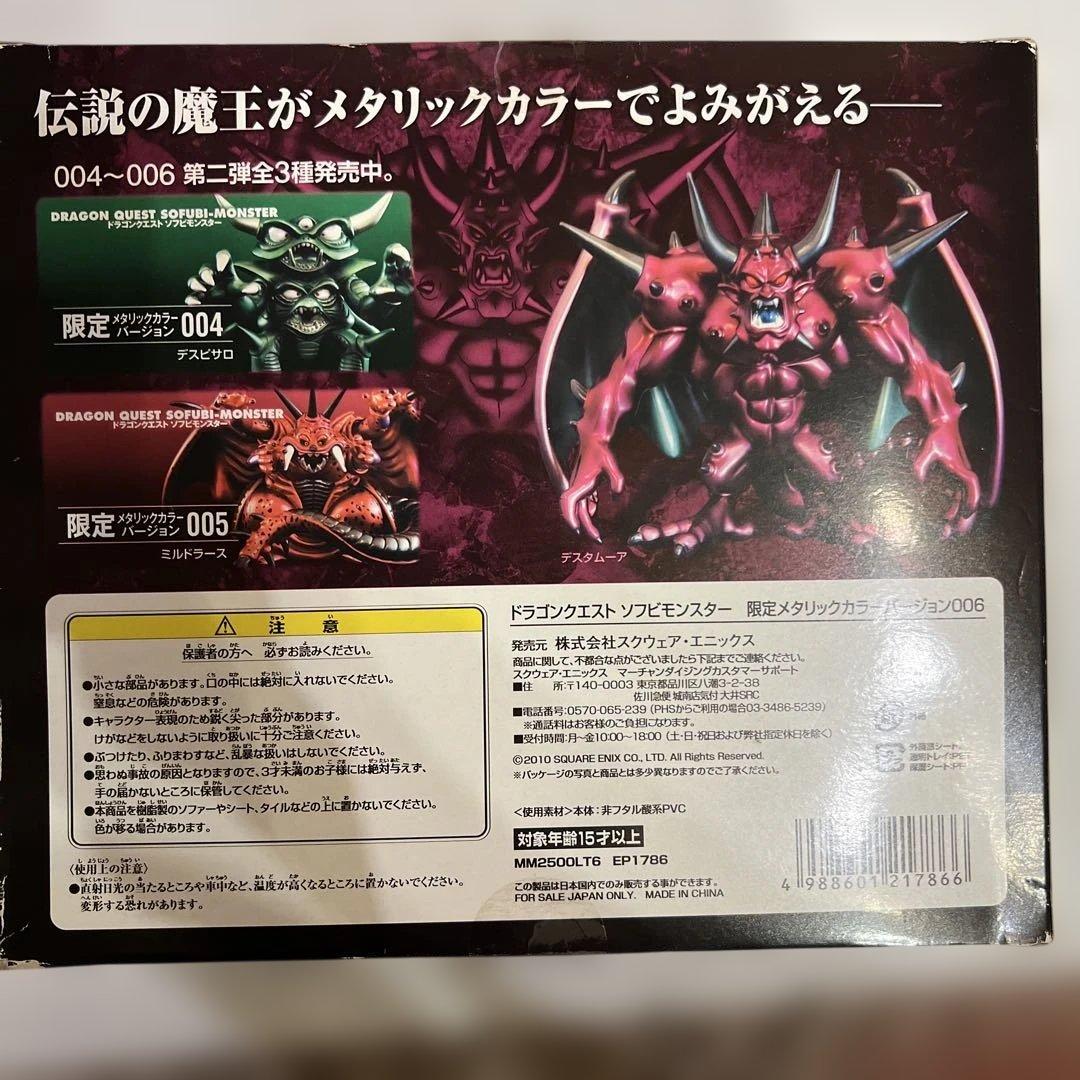 伝説の魔王がメタリックカラーでよみがえる――
004～006 第二弾全3種発売中。
DRAGON QUEST SOFUBI-MONSTER
ドラゴンクエスト ソフビモンスター
限定 メタリックカラーバージョン 004
デスピサロ
DRAGON QUEST SOFUBI-MONSTER
ドラゴンクエスト ソフビモンスター
限定 メタリックカラーバージョン 005
ミルドラース
デスタムーア
⚠ 注意
保護者の方へ 必ずお読みください。
●小さな部品があります。口の中には絶対に入れないでください。
窒息などの危険があります。
●キャラクター表現のため鋭く尖った部分があります。
けがなどをしないように取り扱いに十分ご注意ください。
●ぶつけたり、ふりまわすなど、乱暴な扱いはしないでください。
●思わぬ事故の原因となりますので、3才未満のお子様には絶対与えず、
手の届かないところに保管してください。
●本商品を樹脂製のソファーやシート、タイルなどの上に置かないでください。
色が移る場合があります。
〈使用上の注意〉
●直射日光の当たるところや車中など、温度が高くなるところに置かないでください。
変形する恐れがあります。
ドラゴンクエスト ソフビモンスター 限定メタリックカラーバージョン006
発売元 株式会社スクウェア・エニックス
商品に関して、不都合な点がございましたら下記までご連絡ください。
スクウェア・エニックス マーチャンダイジングカスタマーサポート
■住 所:〒140-0003 東京都品川区八潮3-2-38
佐川急便 城南店気付 大井SRC
■電話番号:0570-065-239 (PHSからご利用の場合03-3486-5239)
※通話料はお客様のご負担になります。
■受付時間:月～金10:00～18:00 (土・日・祝日および弊社指定休日を除く)
©2010 SQUARE ENIX CO., LTD. All Rights Reserved.
※パッケージの写真と商品とは多少異なりますのでご了承ください。
外箱
外箱窓シート
透明トレイ:PET
保護シート:PE
<使用素材>本体:非フタル酸系PVC
対象年齢15才以上
MM2500LT6 EP1786
この製品は日本国内でのみ販売する事ができます。
FOR SALE JAPAN ONLY. MADE IN CHINA
4 988601 217866